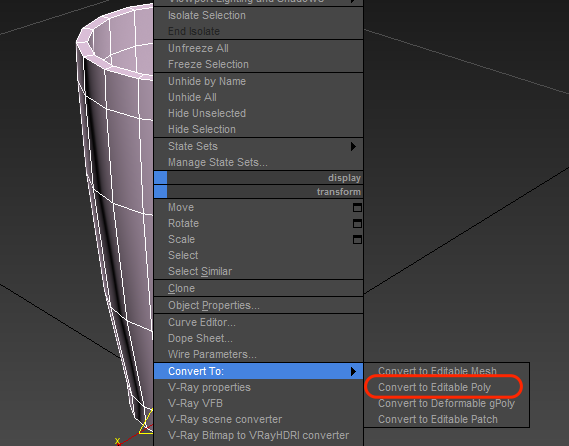 Viewport Lighting and Shadows
Isolate Selection
End Isolate
Unfreeze All
Freeze Selection
Unhide by Name
Unhide All
Hide Unselected
Hide Selection
State Sets
Manage State Sets...
display
transform
Move
Rotate
Scale
Select
Select Similar
Clone
Object Properties...
Curve Editor...
Dope Sheet...
Wire Parameters...
Convert To:
V-Ray properties
V-Ray VFB
V-Ray scene converter
V-Ray Bitmap to VRayHDRI converter
Convert to Editable Mesh
Convert to Editable Poly
Convert to Deformable gPoly
Convert to Editable Patch
x